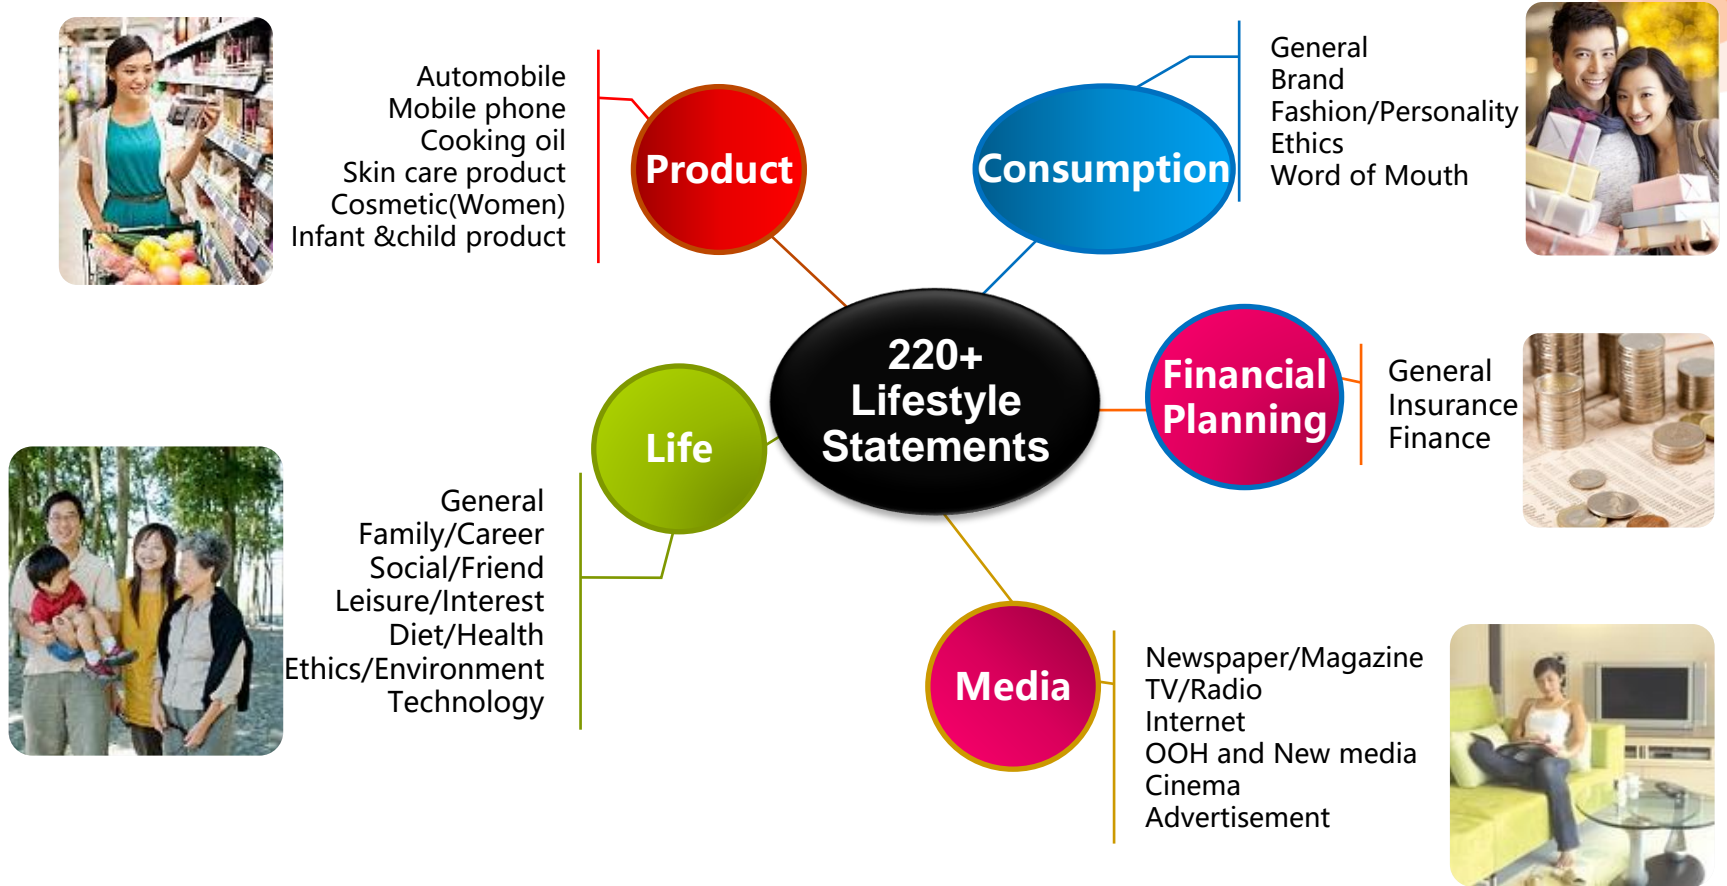 Automobile
Mobile phone
Cooking oil
Skin care product
Cosmetic(Women)
Infant &child product
Product
Consumption
General
Brand
Fashion/Personality
Ethics
Word of Mouth
220+
Lifestyle
Statements
Financial
Planning
General
Insurance
Finance
Life
General
Family/Career
Social/Friend
Leisure/Interest
Diet/Health
Ethics/Environment
Technology
Media
Newspaper/Magazine
TV/Radio
Internet
OOH and New media
Cinema
Advertisement